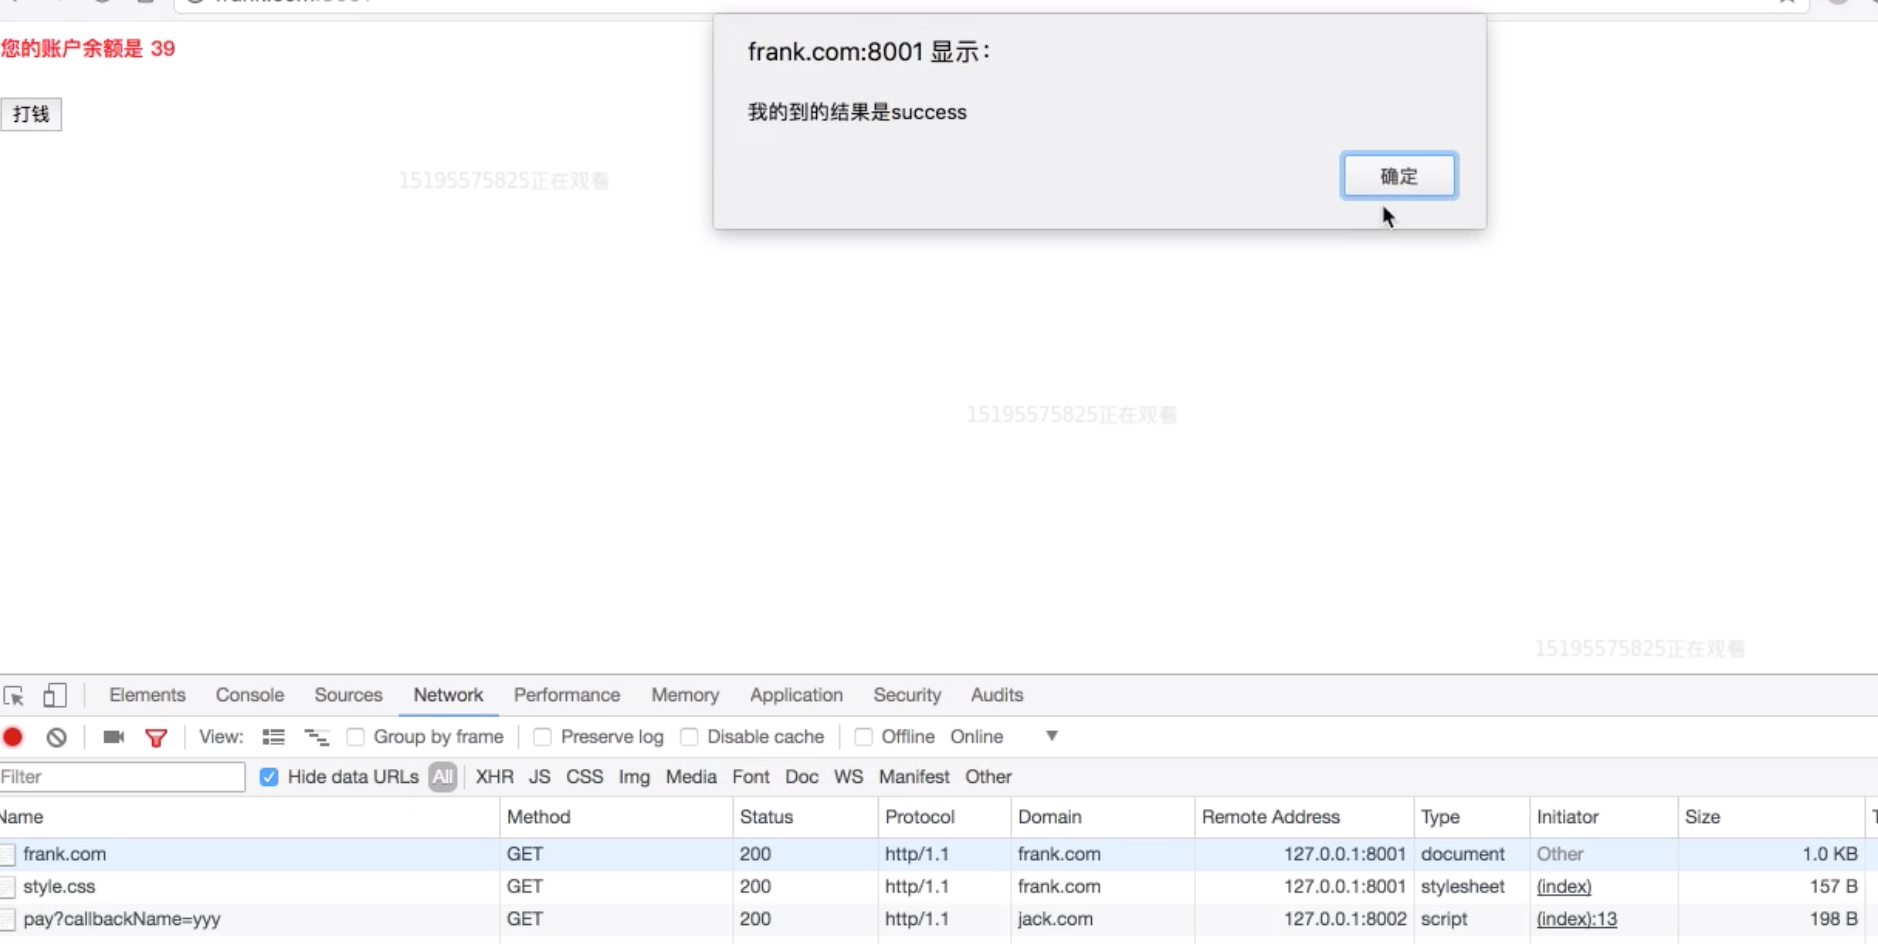 您的账户余额是 39
打钱
frank.com:8001 显示：
我的到的结果是success
确定
15195575825正在观看
15195575825正在观看
15195575825正在观看
Elements Console Sources Network Performance Memory Application Security Audits
View: Group by frame Preserve log Disable cache Offline Online
Filter Hide data URLs All XHR JS CSS Img Media Font Doc WS Manifest Other
Name Method Status Protocol Domain Remote Address Type Initiator Size
frank.com GET 200 http/1.1 frank.com 127.0.0.1:8001 document Other 1.0 KB
style.css GET 200 http/1.1 frank.com 127.0.0.1:8001 stylesheet (index) 157 B
pay?callbackName=yyy GET 200 http/1.1 jack.com 127.0.0.1:8002 script (index):13 198 B